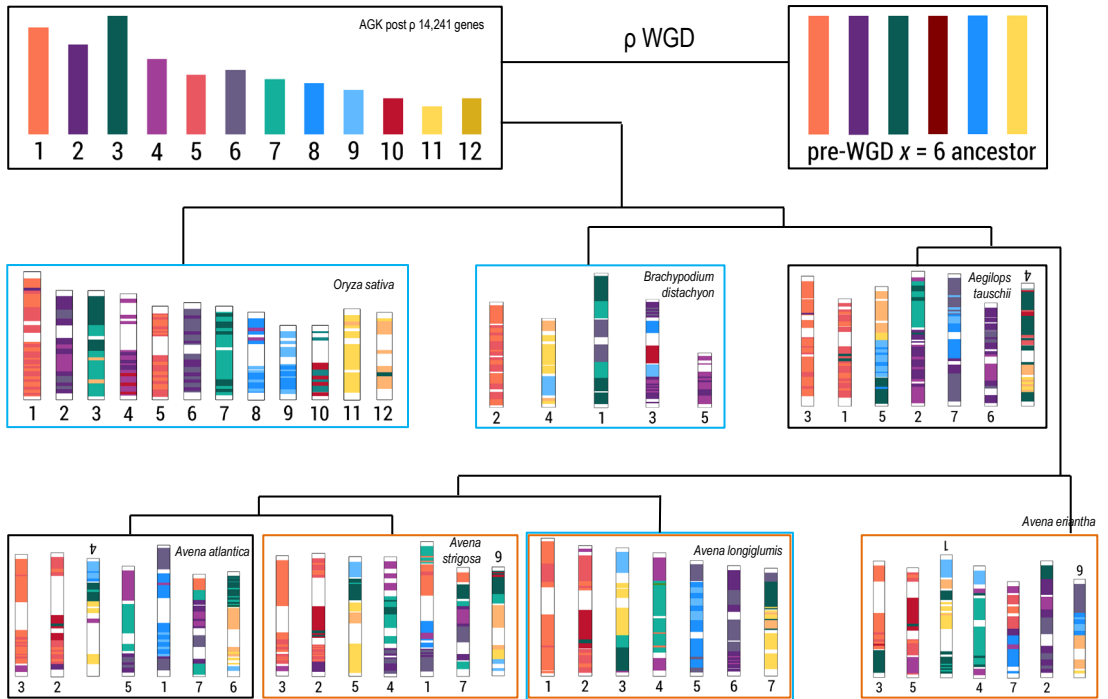 AGK post ρ 14,241 genes
1 2 3 4 5 6 7 8 9 10 11 12
ρ WGD
pre-WGD x = 6 ancestor
Oryza sativa
1 2 3 4 5 6 7 8 9 10 11 12
Brachypodium
distachyon
2 4 1 3 5
Aegilops
tauschii
4
3 1 5 2 7 6
Avena atlantica
4
3 2 5 1 7 6
Avena
strigosa
6
3 2 5 4 1 7
Avena longiglumis
1 2 3 4 5 6 7
Avena eriantha
1
6
3 5 4 7 2